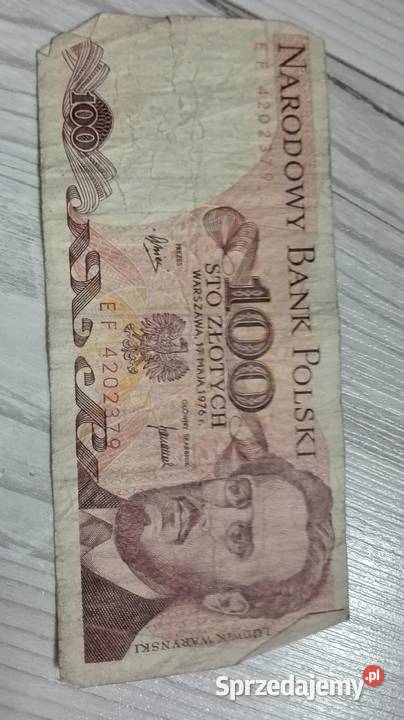 NARODOWY BANK POLSKI
EF 4202379
100
STO ZŁOTYCH
WARSZAWA, 17 MAJA 1976 r.
PREZES
GŁÓWNY SKARBNIK
EF 4202379
100
LUDWIK WARYŃSKI
Sprzedajemy.pl